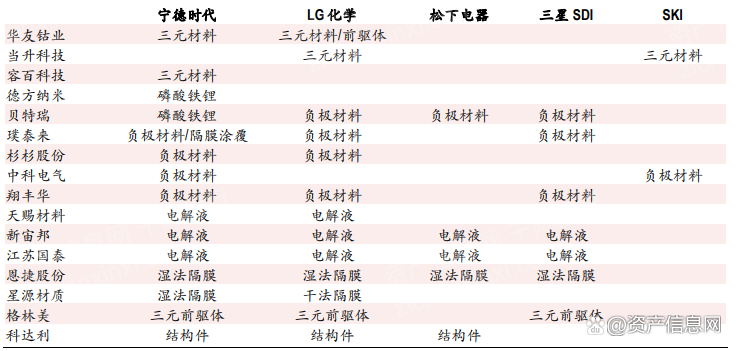 宁德时代 LG 化学 松下电器 三星 SDI SKI
华友钴业 三元材料 三元材料/前驱体
当升科技 三元材料 三元材料
容百科技 三元材料
德方纳米 磷酸铁锂
贝特瑞 磷酸铁锂 负极材料 负极材料 负极材料
璞泰来 负极材料/隔膜涂覆 负极材料 负极材料
杉杉股份 负极材料 负极材料
中科电气 负极材料 负极材料
翔丰华 负极材料 负极材料 负极材料
天赐材料 电解液 电解液
新宙邦 电解液 电解液 电解液 电解液
江苏国泰 电解液 电解液 电解液 电解液
恩捷股份 湿法隔膜 湿法隔膜 湿法隔膜 湿法隔膜
星源材质 湿法隔膜 干法隔膜
格林美 三元前驱体 三元前驱体 三元前驱体
科达利 结构件 结构件 结构件
@资产信息网